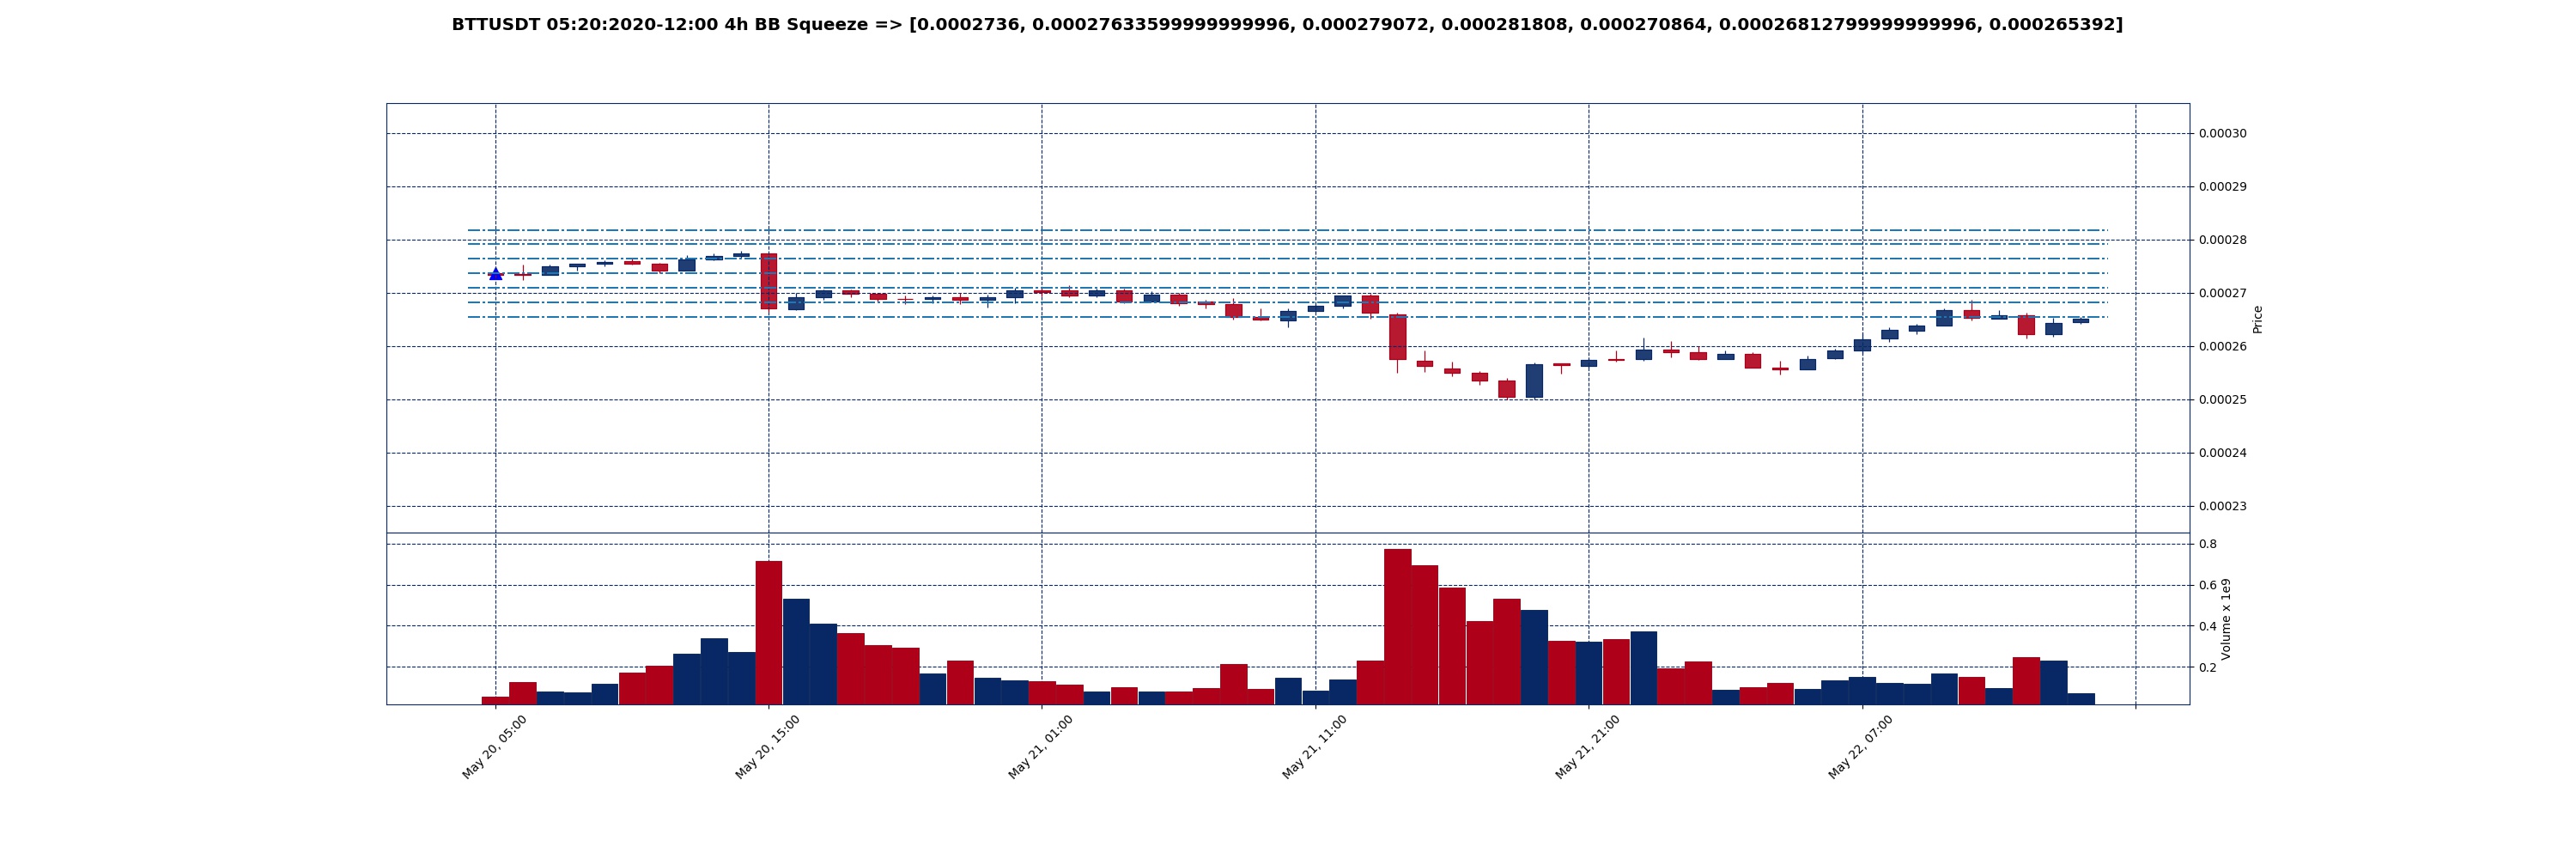 BTTUSDT 05:20:2020-12:00 4h BB Squeeze => [0.0002736, 0.00027633599999999996, 0.000279072, 0.000281808, 0.000270864, 0.00026812799999999996, 0.000265392]
0.00030
0.00029
0.00028
0.00027
0.00026
0.00025
0.00024
0.00023
Price
0.8
0.6
0.4
0.2
Volume x 1e9
May 20, 05:00
May 20, 15:00
May 21, 01:00
May 21, 11:00
May 21, 21:00
May 22, 07:00